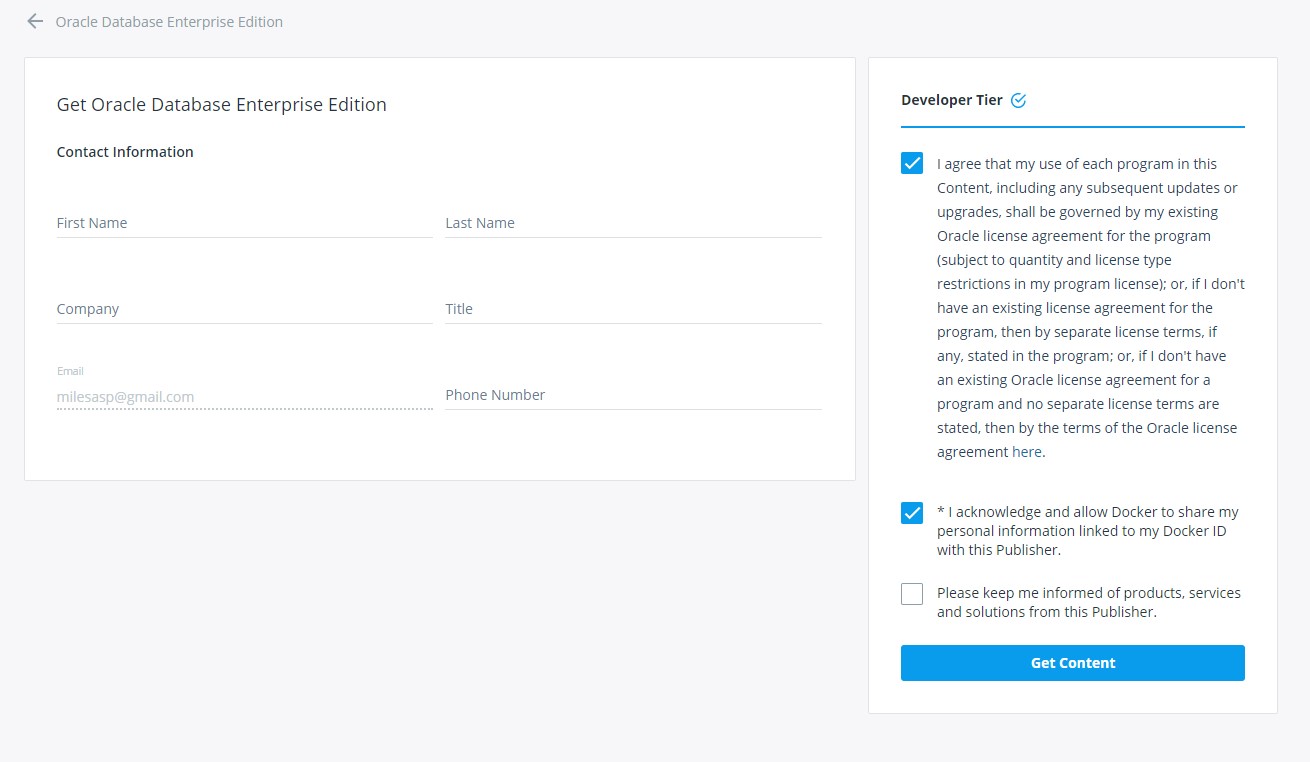 Oracle Database Enterprise Edition
Get Oracle Database Enterprise Edition
Contact Information
First Name
Last Name
Company
Title
Email
milesasp@gmail.com
Phone Number
Developer Tier
I agree that my use of each program in this
Content, including any subsequent updates or
upgrades, shall be governed by my existing
Oracle license agreement for the program
(subject to quantity and license type
restrictions in my program license); or, if I don't
have an existing license agreement for the
program, then by separate license terms, if
any, stated in the program; or, if I don't have
an existing Oracle license agreement for a
program and no separate license terms are
stated, then by the terms of the Oracle license
agreement here.
* I acknowledge and allow Docker to share my
personal information linked to my Docker ID
with this Publisher.
Please keep me informed of products, services
and solutions from this Publisher.
Get Content